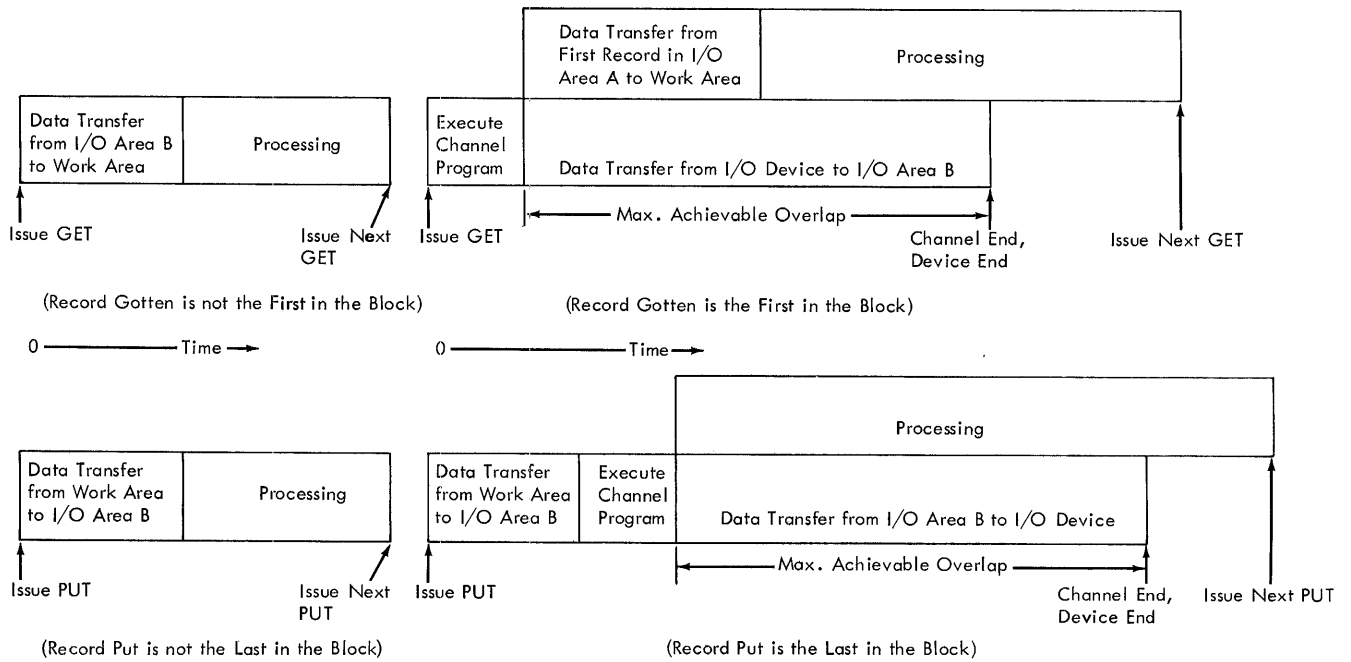 Data Transfer
from I/O Area B
to Work Area
Processing
Issue GET
Issue Next
GET
(Record Gotten is not the First in the Block)
Data Transfer from
First Record in I/O
Area A to Work Area
Processing
Execute
Channel
Program
Data Transfer from I/O Device to I/O Area B
Max. Achievable Overlap
Issue GET
Channel End,
Device End
Issue Next GET
(Record Gotten is the First in the Block)
0 Time
0 Time
Data Transfer
from Work Area
to I/O Area B
Processing
Issue PUT
Issue Next
PUT
(Record Put is not the Last in the Block)
Processing
Data Transfer
from Work Area
to I/O Area B
Execute
Channel
Program
Data Transfer from I/O Area B to I/O Device
Max. Achievable Overlap
Issue PUT
Channel End,
Device End
Issue Next PUT
(Record Put is the Last in the Block)